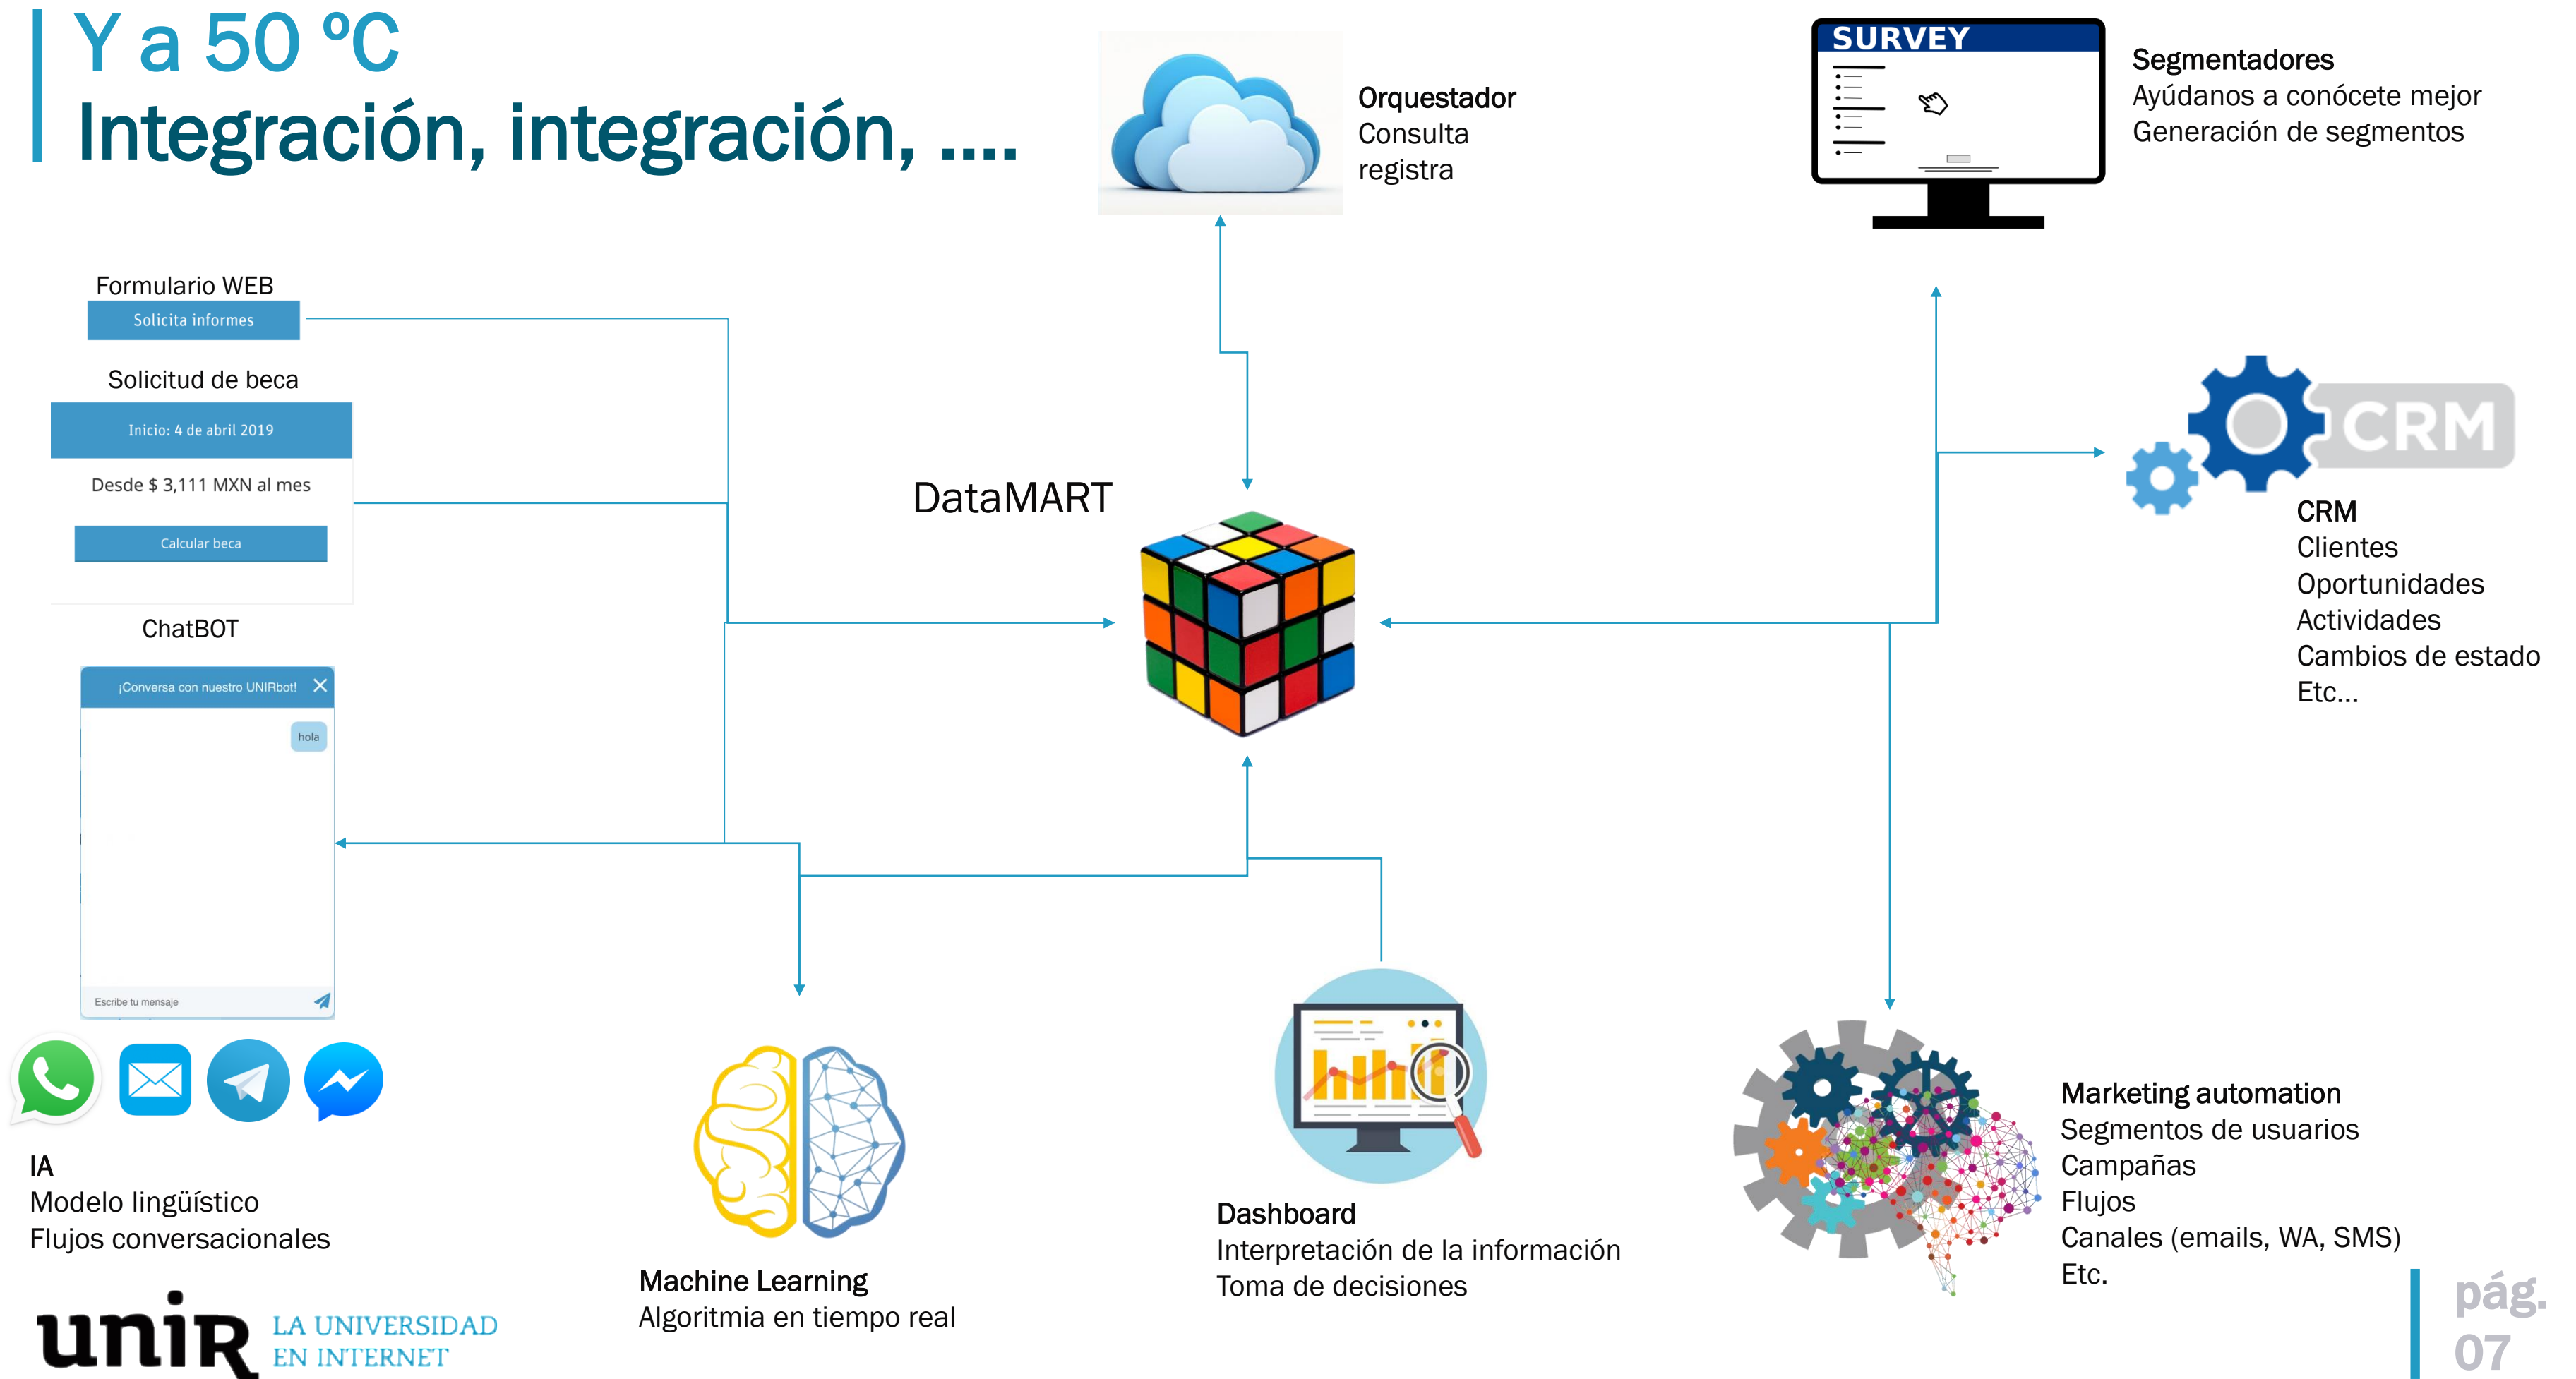 Y a 50 ºC
Integración, integración, ....
Orquestador
Consulta
registra
SURVEY
Segmentadores
Ayúdanos a conócete mejor
Generación de segmentos
Formulario WEB
Solicita informes
Solicitud de beca
Inicio: 4 de abril 2019
Desde $ 3,111 MXN al mes
Calcular beca
ChatBOT
¡Conversa con nuestro UNIRbot!
hola
Escribe tu mensaje
DataMART
CRM
CRM
Clientes
Oportunidades
Actividades
Cambios de estado
Etc...
IA
Modelo lingüístico
Flujos conversacionales
Machine Learning
Algoritmia en tiempo real
Dashboard
Interpretación de la información
Toma de decisiones
Marketing automation
Segmentos de usuarios
Campañas
Flujos
Canales (emails, WA, SMS)
Etc.
unir
LA UNIVERSIDAD
EN INTERNET
pág.
07